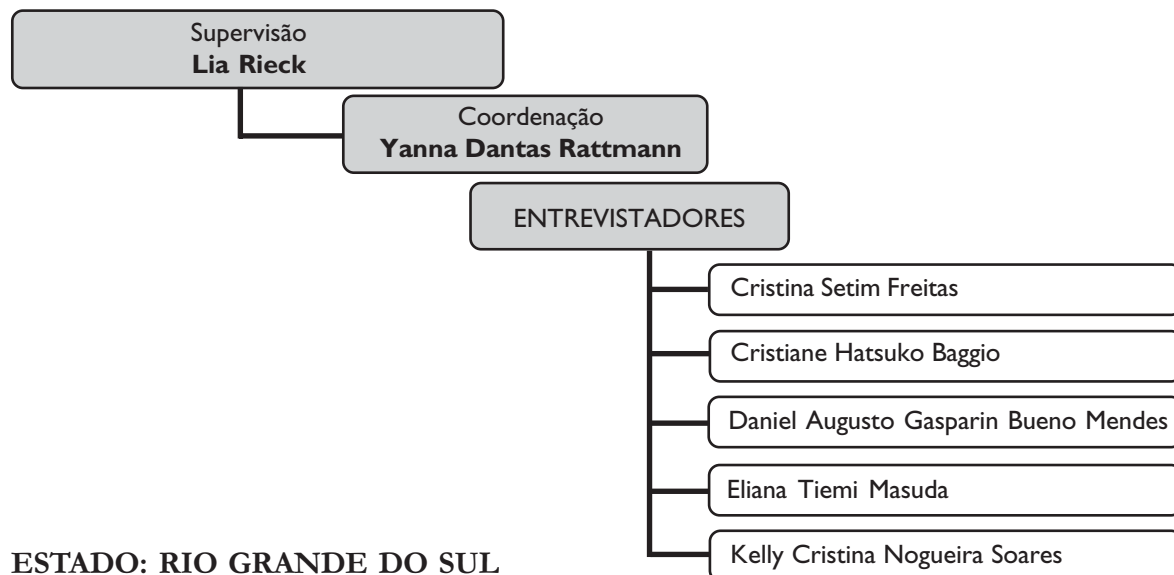 Supervisão
Lia Rieck
Coordenação
Yanna Dantas Rattmann
ENTREVISTADORES
Cristina Setim Freitas
Cristiane Hatsuko Baggio
Daniel Augusto Gasparin Bueno Mendes
Eliana Tiemi Masuda
Kelly Cristina Nogueira Soares
ESTADO: RIO GRANDE DO SUL